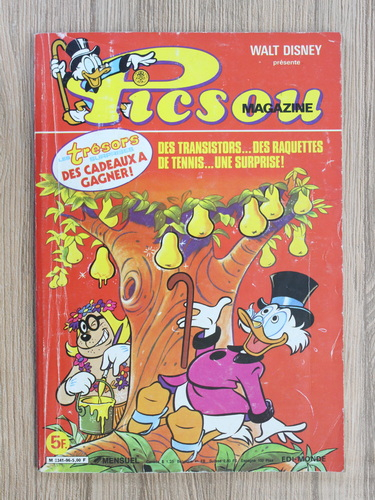 WALT DISNEY
présente
Picsou
MAGAZINE
trésors
DES CADEAUX A
GAGNER!
DES TRANSISTORS...DES RAQUETTES
DE TENNIS...UNE SURPRISE!
5F
MENSUEL
EDI-MONDE